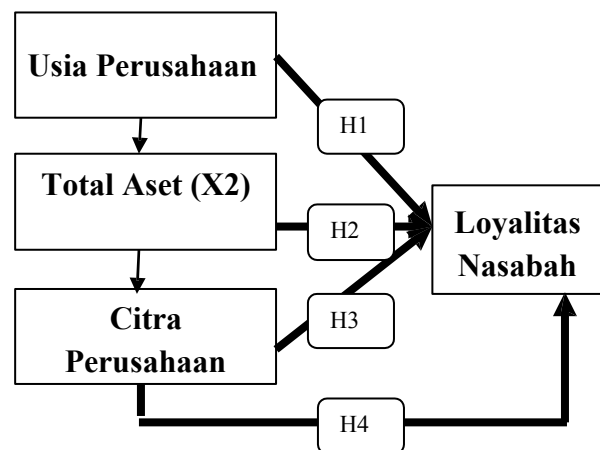 Usia Perusahaan
H1
Total Aset (X2)
H2
Loyalitas
Nasabah
Citra
Perusahaan
H3
H4